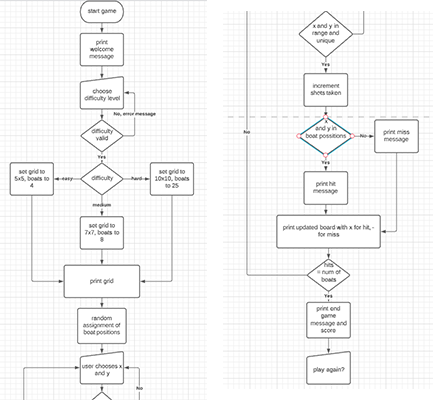 start game
print
welcome
message
choose
difficulty level
No, error message
difficulty
valid
Yes
set grid to
5x5, boats to
4
easy
difficulty
hard
set grid to
10x10, boats to
25
medium
set grid to
7x7, boats to
8
print grid
random
assignment of
boat positions
user chooses x
and y
No
x and y in
range and
unique
Yes
increment
shots taken
x
and y in
boat possitions
No
print miss
message
No
Yes
print hit
message
print updated board with x for hit, -
for miss
hits
= num of
boats
Yes
print end
game
message and
score
play again?